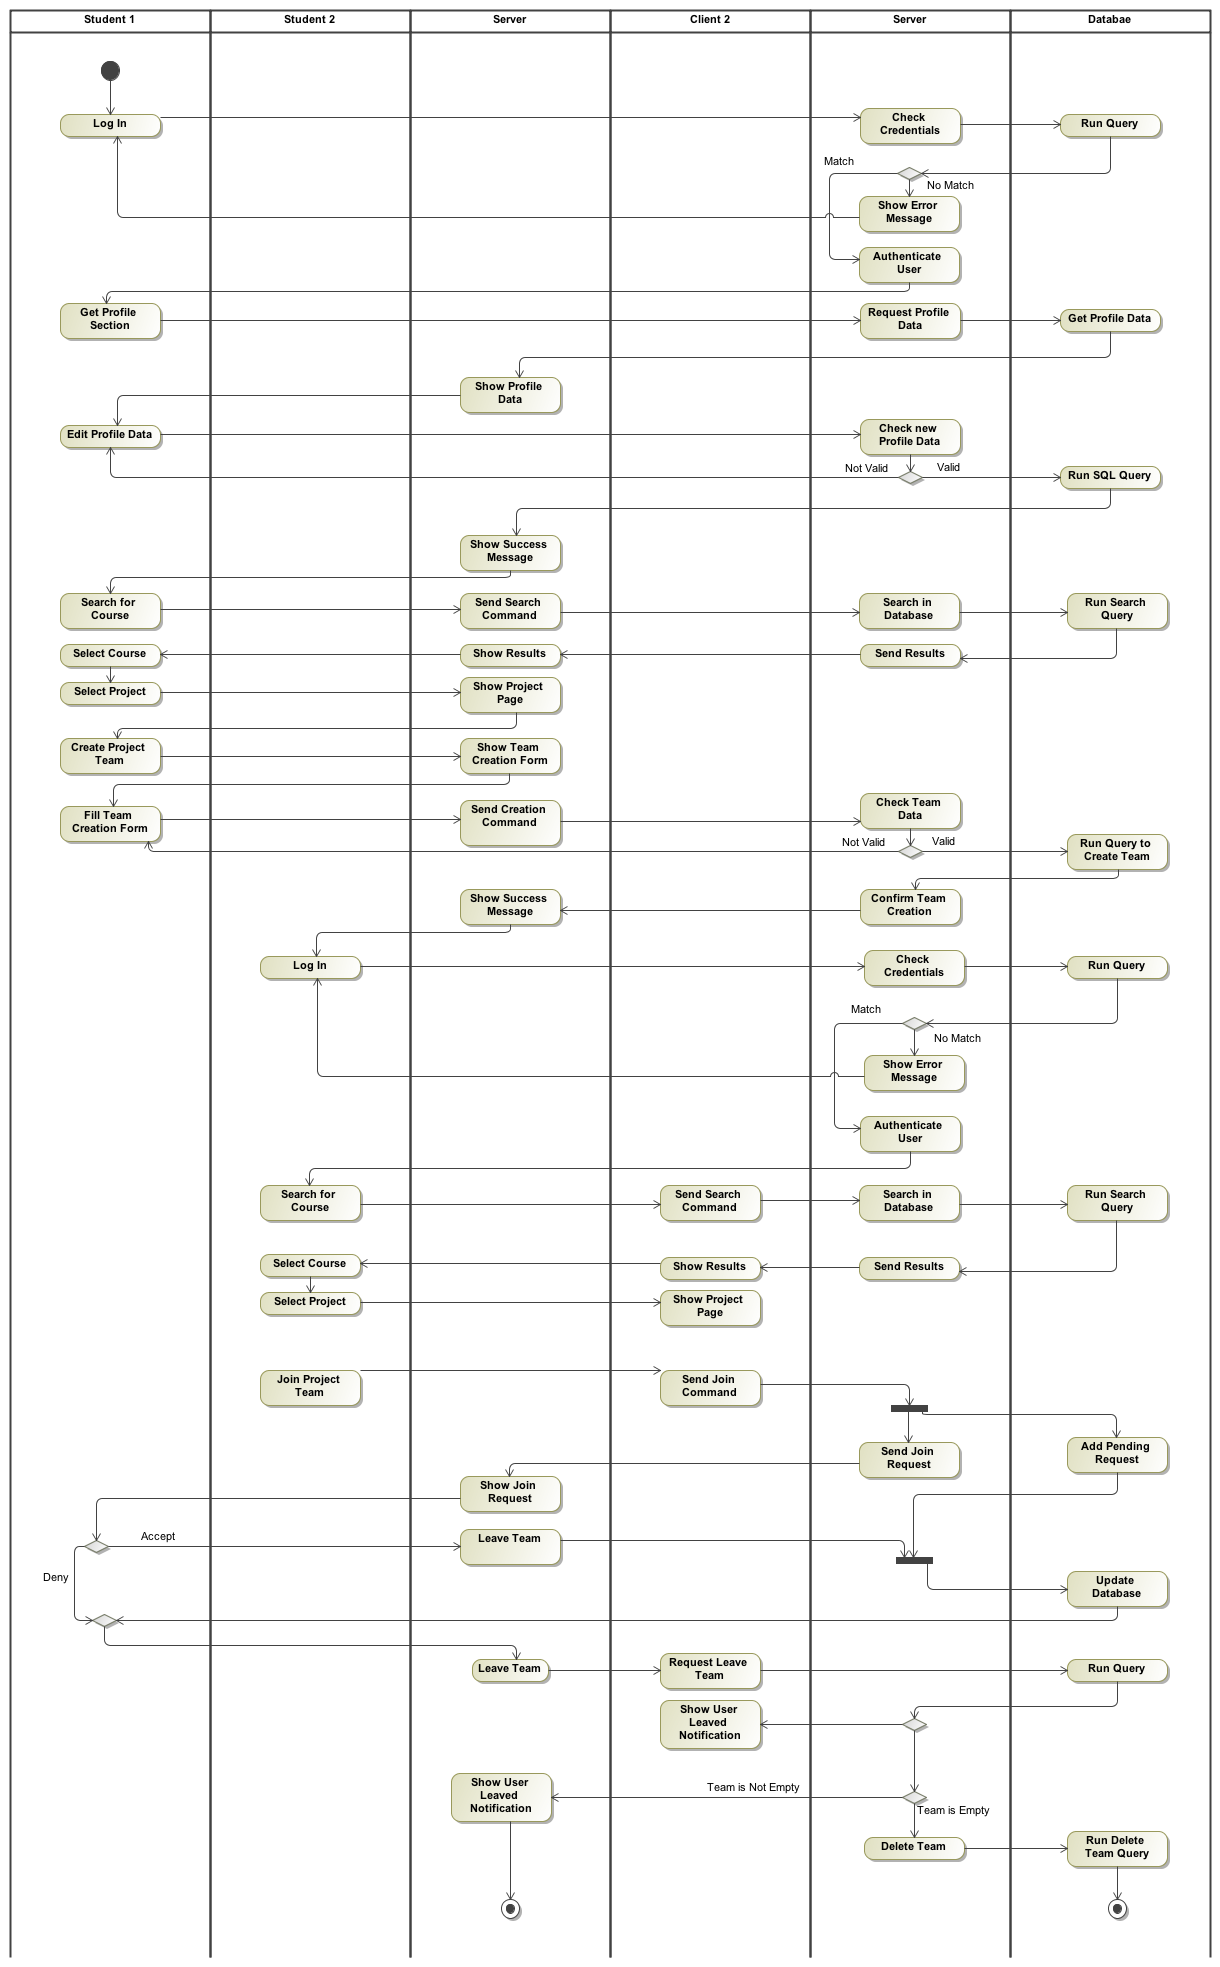 Student 1
Student 2
Server
Client 2
Server
Databae
Log In
Check
Credentials
Run Query
Match
No Match
Show Error
Message
Authenticate
User
Get Profile
Section
Request Profile
Data
Get Profile Data
Show Profile
Data
Edit Profile Data
Check new
Profile Data
Not Valid
Valid
Run SQL Query
Show Success
Message
Search for
Course
Send Search
Command
Search in
Database
Run Search
Query
Select Course
Show Results
Send Results
Select Project
Show Project
Page
Create Project
Team
Show Team
Creation Form
Fill Team
Creation Form
Send Creation
Command
Check Team
Data
Not Valid
Valid
Run Query to
Create Team
Show Success
Message
Confirm Team
Creation
Log In
Check
Credentials
Run Query
Match
No Match
Show Error
Message
Authenticate
User
Search for
Course
Send Search
Command
Search in
Database
Run Search
Query
Select Course
Show Results
Send Results
Select Project
Show Project
Page
Join Project
Team
Send Join
Command
Send Join
Request
Add Pending
Request
Show Join
Request
Accept
Leave Team
Deny
Update
Database
Leave Team
Request Leave
Team
Run Query
Show User
Leaved
Notification
Show User
Leaved
Notification
Team is Not Empty
Team is Empty
Delete Team
Run Delete
Team Query